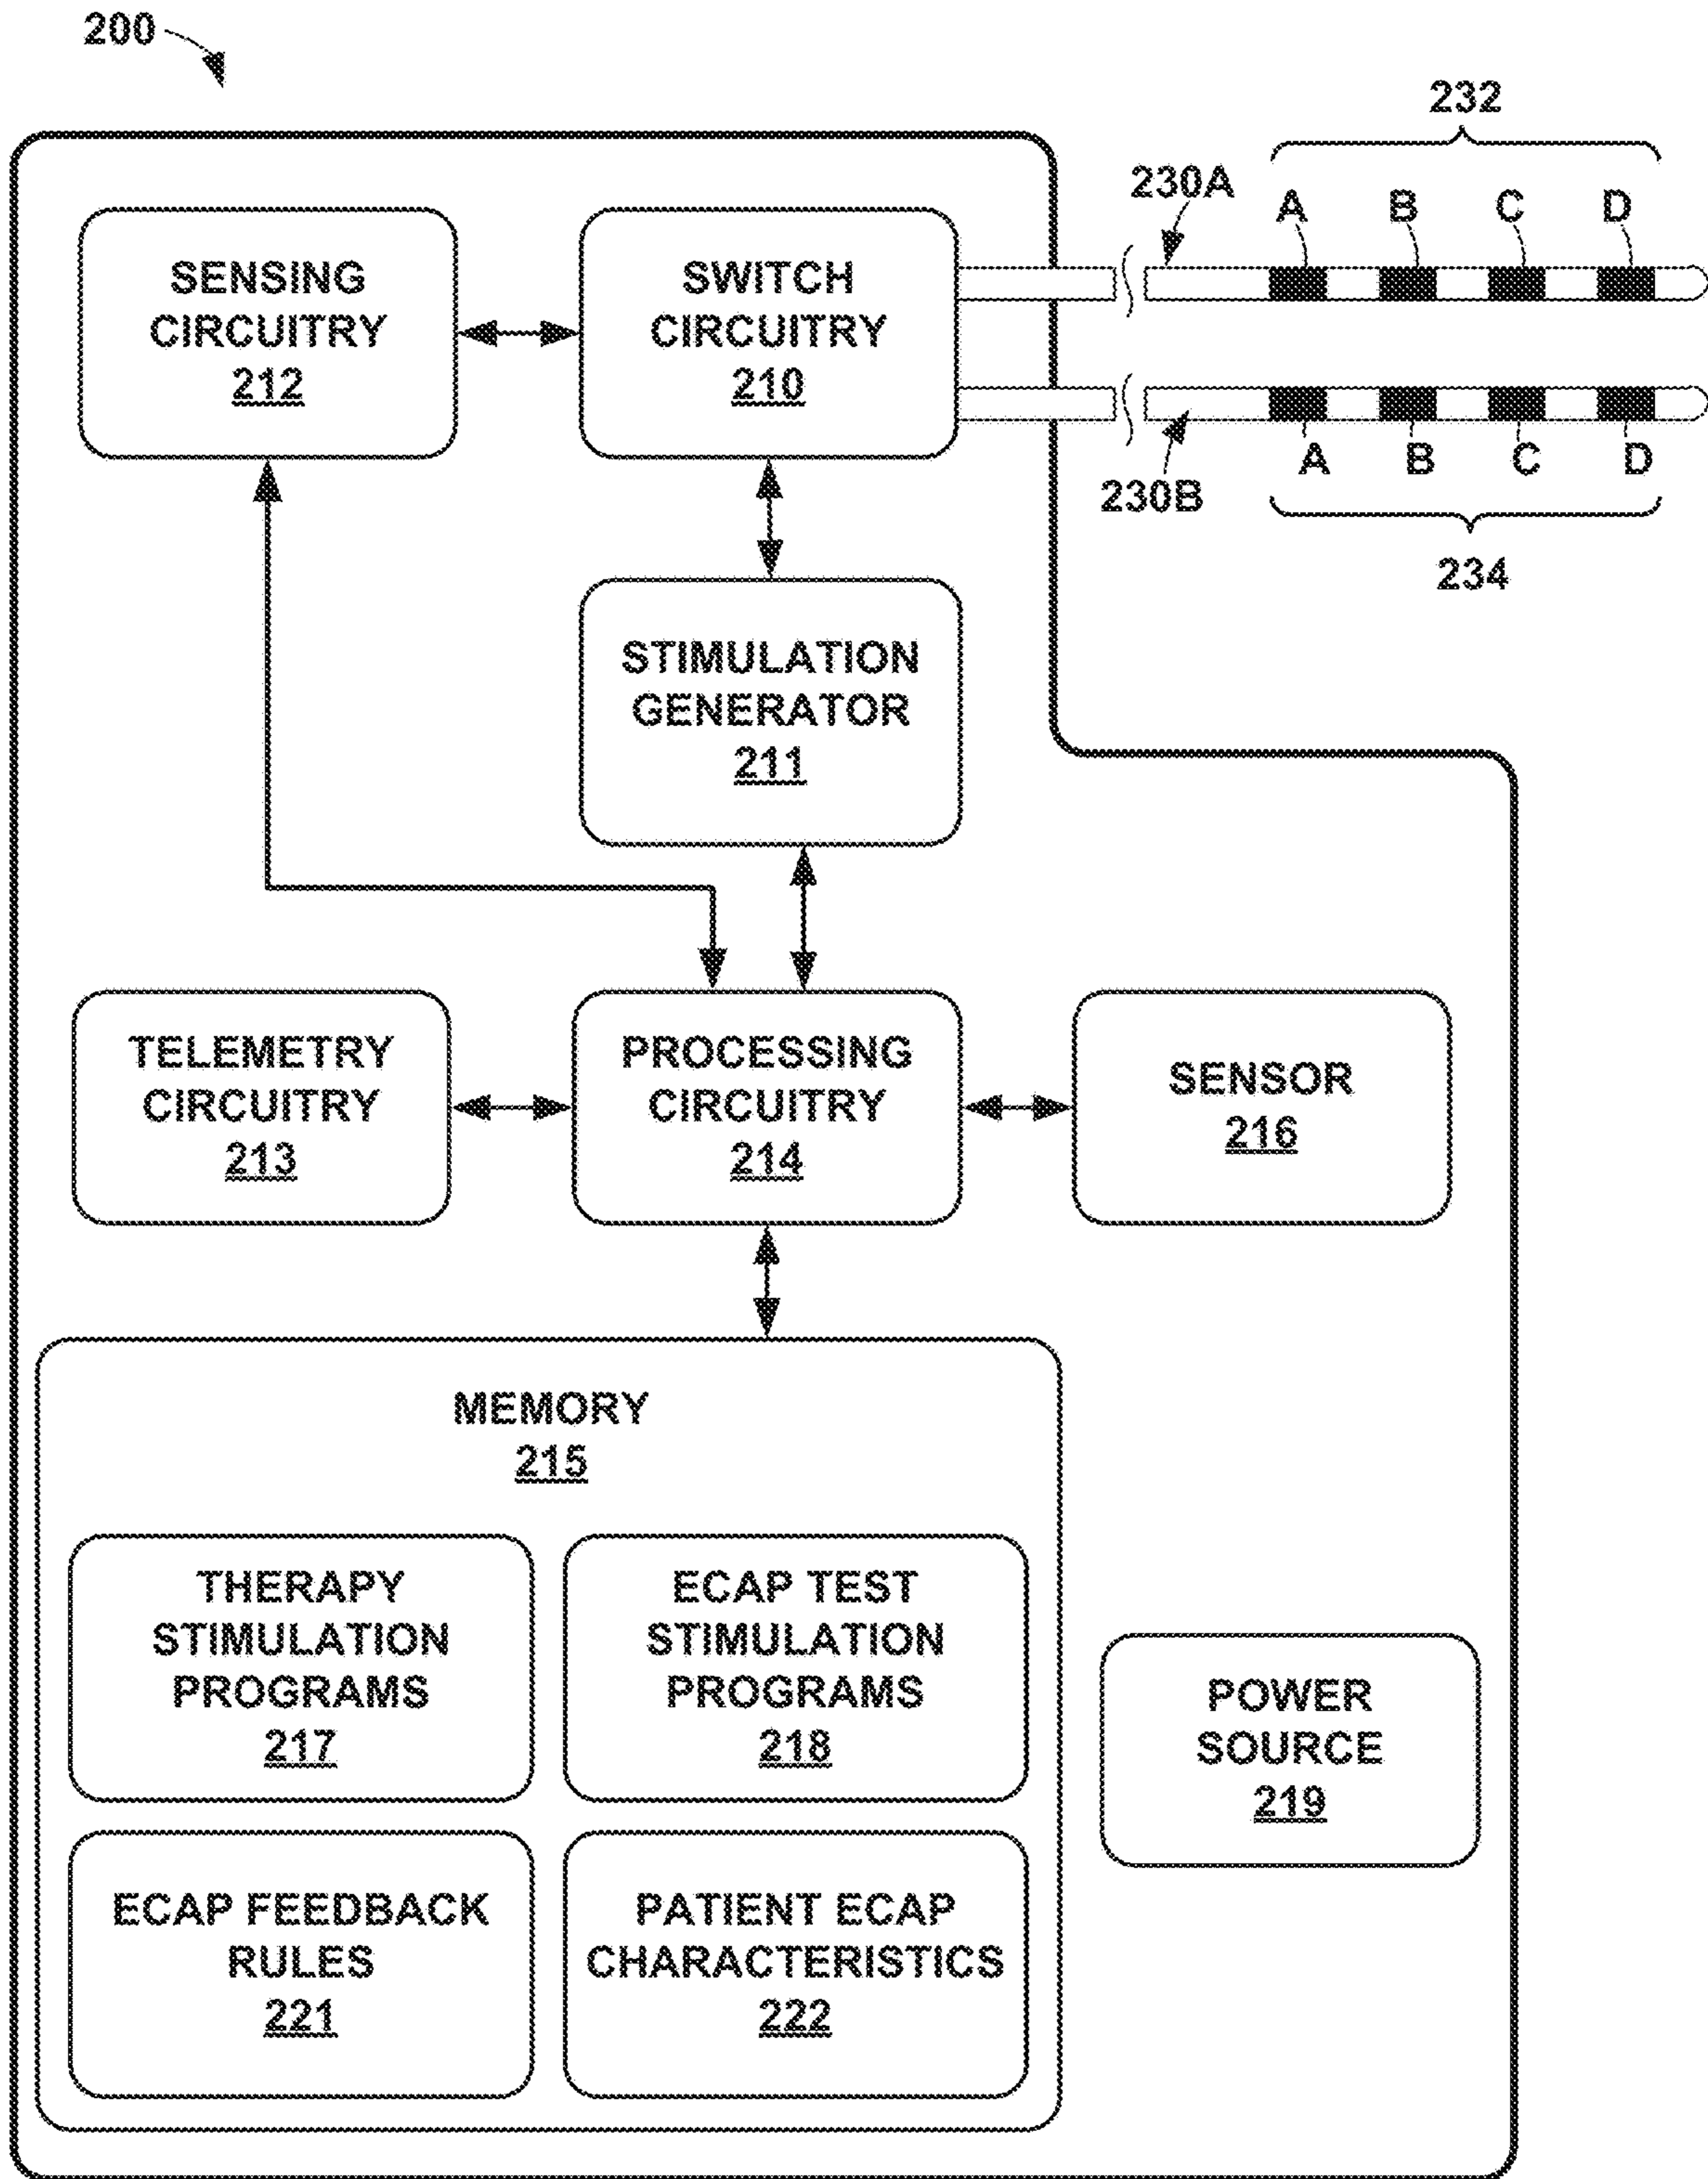 200
232
230A
A B C D
SENSING
CIRCUITRY
212
SWITCH
CIRCUITRY
210
A B C D
230B
234
STIMULATION
GENERATOR
211
TELEMETRY
CIRCUITRY
213
PROCESSING
CIRCUITRY
214
SENSOR
216
MEMORY
215
THERAPY
STIMULATION
PROGRAMS
217
ECAP TEST
STIMULATION
PROGRAMS
218
POWER
SOURCE
219
ECAP FEEDBACK
RULES
221
PATIENT ECAP
CHARACTERISTICS
222